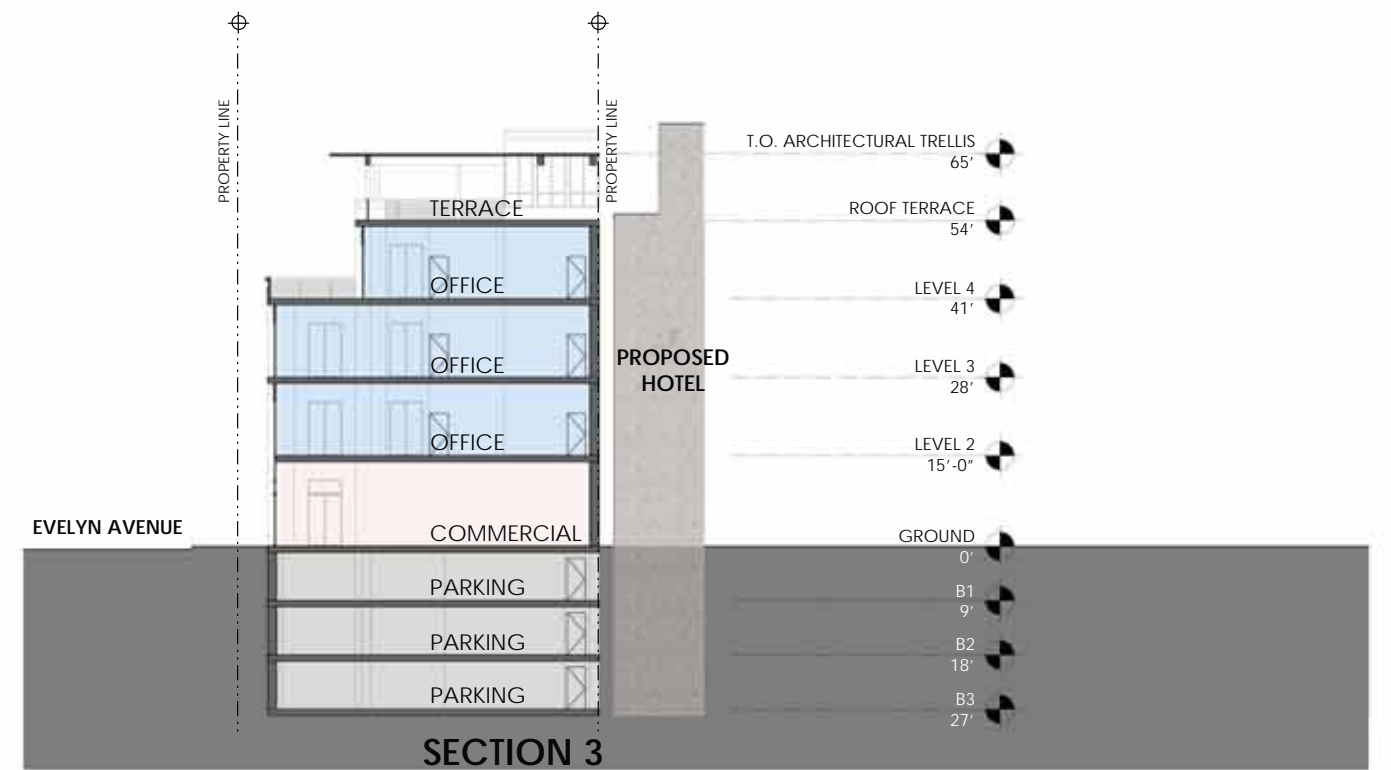 PROPERTY LINE
PROPERTY LINE
T.O. ARCHITECTURAL TRELLIS
65'
TERRACE
ROOF TERRACE
54'
OFFICE
LEVEL 4
41'
OFFICE
PROPOSED
HOTEL
LEVEL 3
28'
OFFICE
LEVEL 2
15'-0"
EVELYN AVENUE
COMMERCIAL
GROUND
0'
PARKING
B1
9'
PARKING
B2
18'
PARKING
B3
27'
SECTION 3